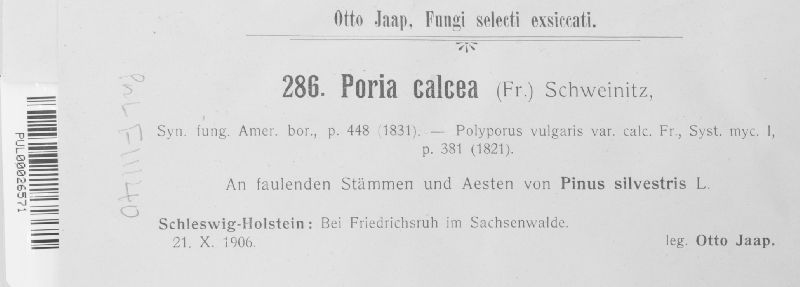 Otto Jaap, Fungi selecti exsiccati.
286. Poria calcea (Fr.) Schweinitz,
Syn. fung. Amer. bor., p. 448 (1831). — Polyporus vulgaris var. calc. Fr., Syst. myc. I,
p. 381 (1821).
An faulenden Stämmen und Aesten von Pinus silvestris L.
Schleswig-Holstein: Bei Friedrichsruh im Sachsenwalde.
21. X. 1906.
leg. Otto Jaap.
PUL F11140
PUL00026571